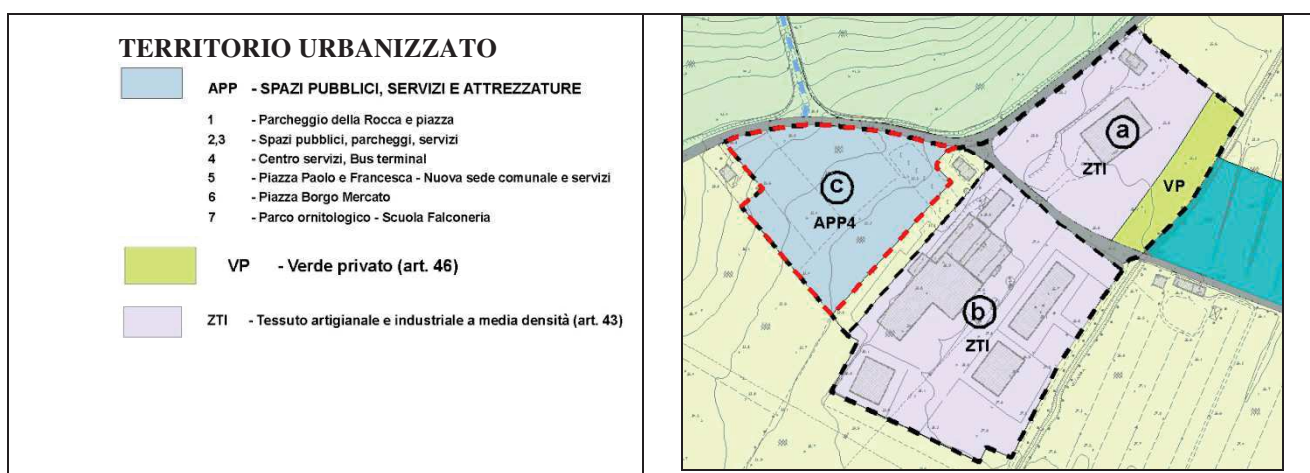 TERRITORIO URBANIZZATO
APP - SPAZI PUBBLICI, SERVIZI E ATTREZZATURE
1 - Parcheggio della Rocca e piazza
2,3 - Spazi pubblici, parcheggi, servizi
4 - Centro servizi, Bus terminal
5 - Piazza Paolo e Francesca - Nuova sede comunale e servizi
6 - Piazza Borgo Mercato
7 - Parco ornitologico - Scuola Falconeria
VP - Verde privato (art. 46)
ZTI - Tessuto artigianale e industriale a media densità (art. 43)
a
ZTI
VP
c
APP4
b
ZTI